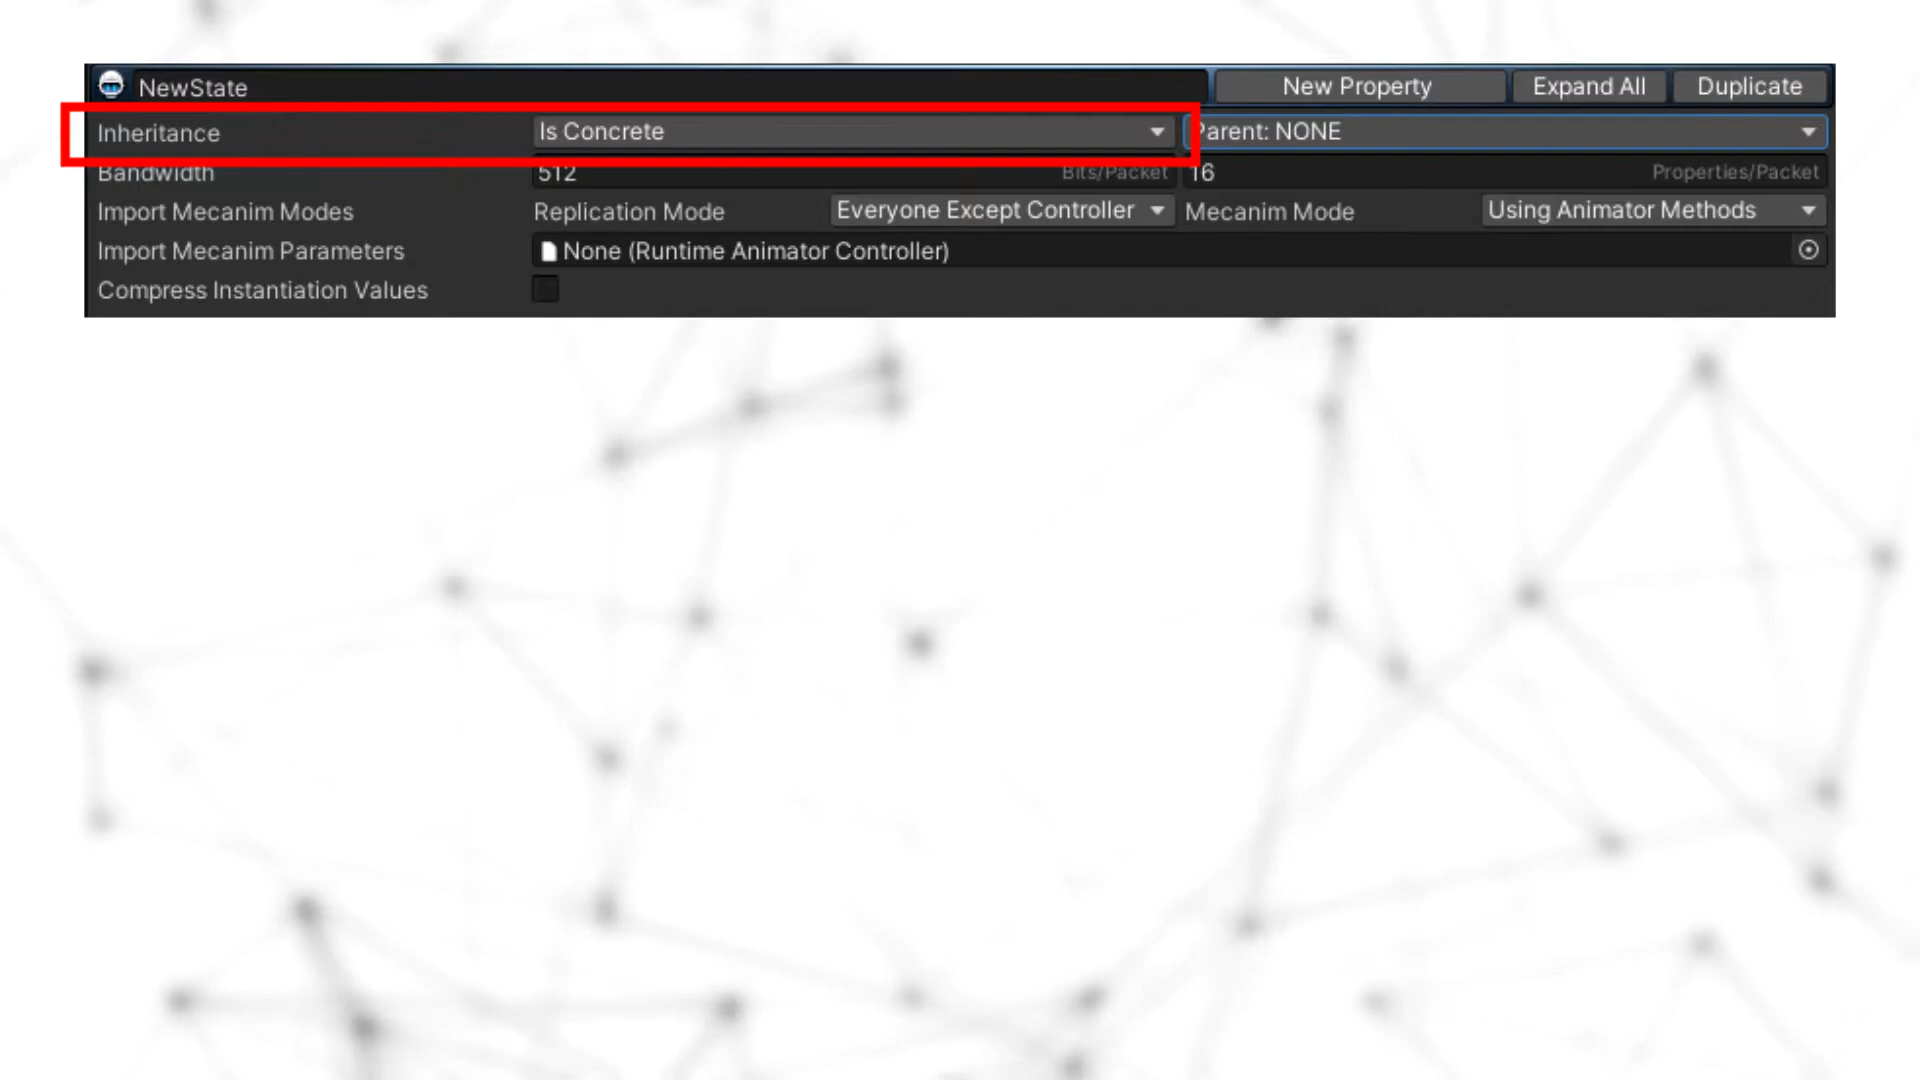 NewState New Property Expand All Duplicate
Inheritance Is Concrete Parent: NONE
Bandwidth 512 Bits/Packet 16 Properties/Packet
Import Mecanim Modes Replication Mode Everyone Except Controller Mecanim Mode Using Animator Methods
Import Mecanim Parameters None (Runtime Animator Controller)
Compress Instantiation Values